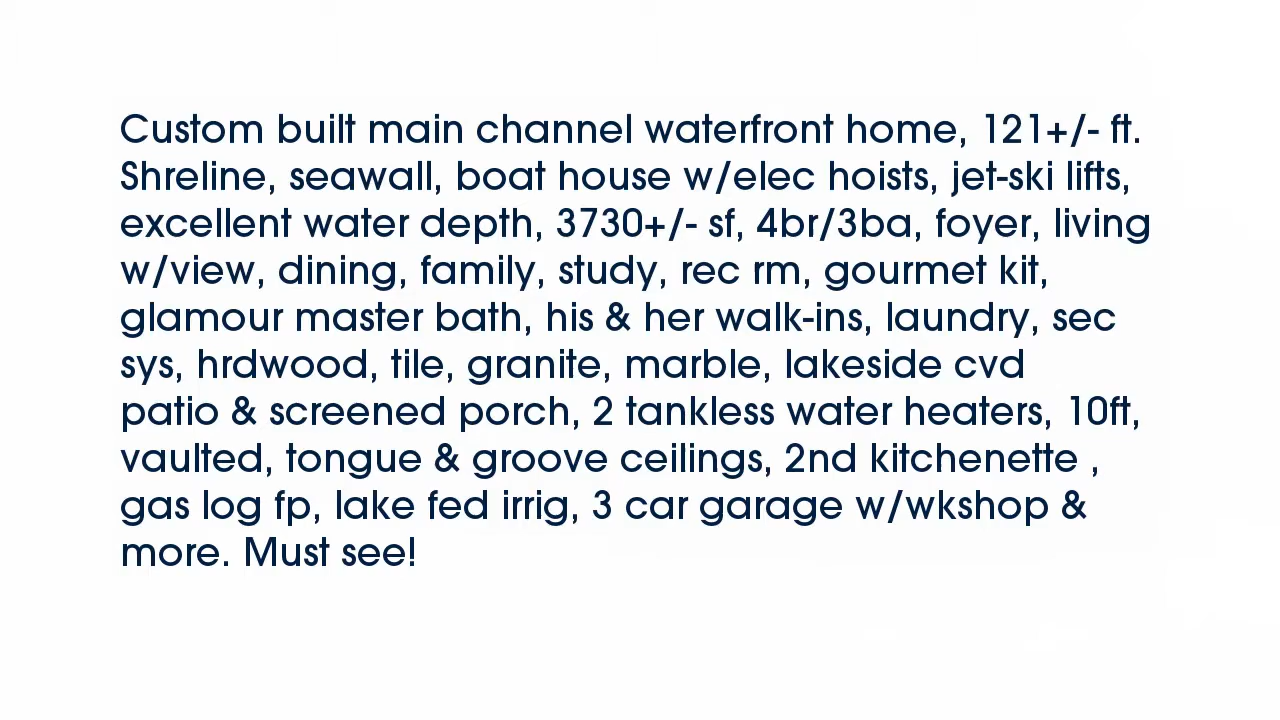 Custom built main channel waterfront home, 121+/- ft.
Shreline, seawall, boat house w/elec hoists, jet-ski lifts,
excellent water depth, 3730+/- sf, 4br/3ba, foyer, living
w/view, dining, family, study, rec rm, gourmet kit,
glamour master bath, his & her walk-ins, laundry, sec
sys, hrdwood, tile, granite, marble, lakeside cvd
patio & screened porch, 2 tankless water heaters, 10ft,
vaulted, tongue & groove ceilings, 2nd kitchenette ,
gas log fp, lake fed irrig, 3 car garage w/wkshop &
more. Must see!